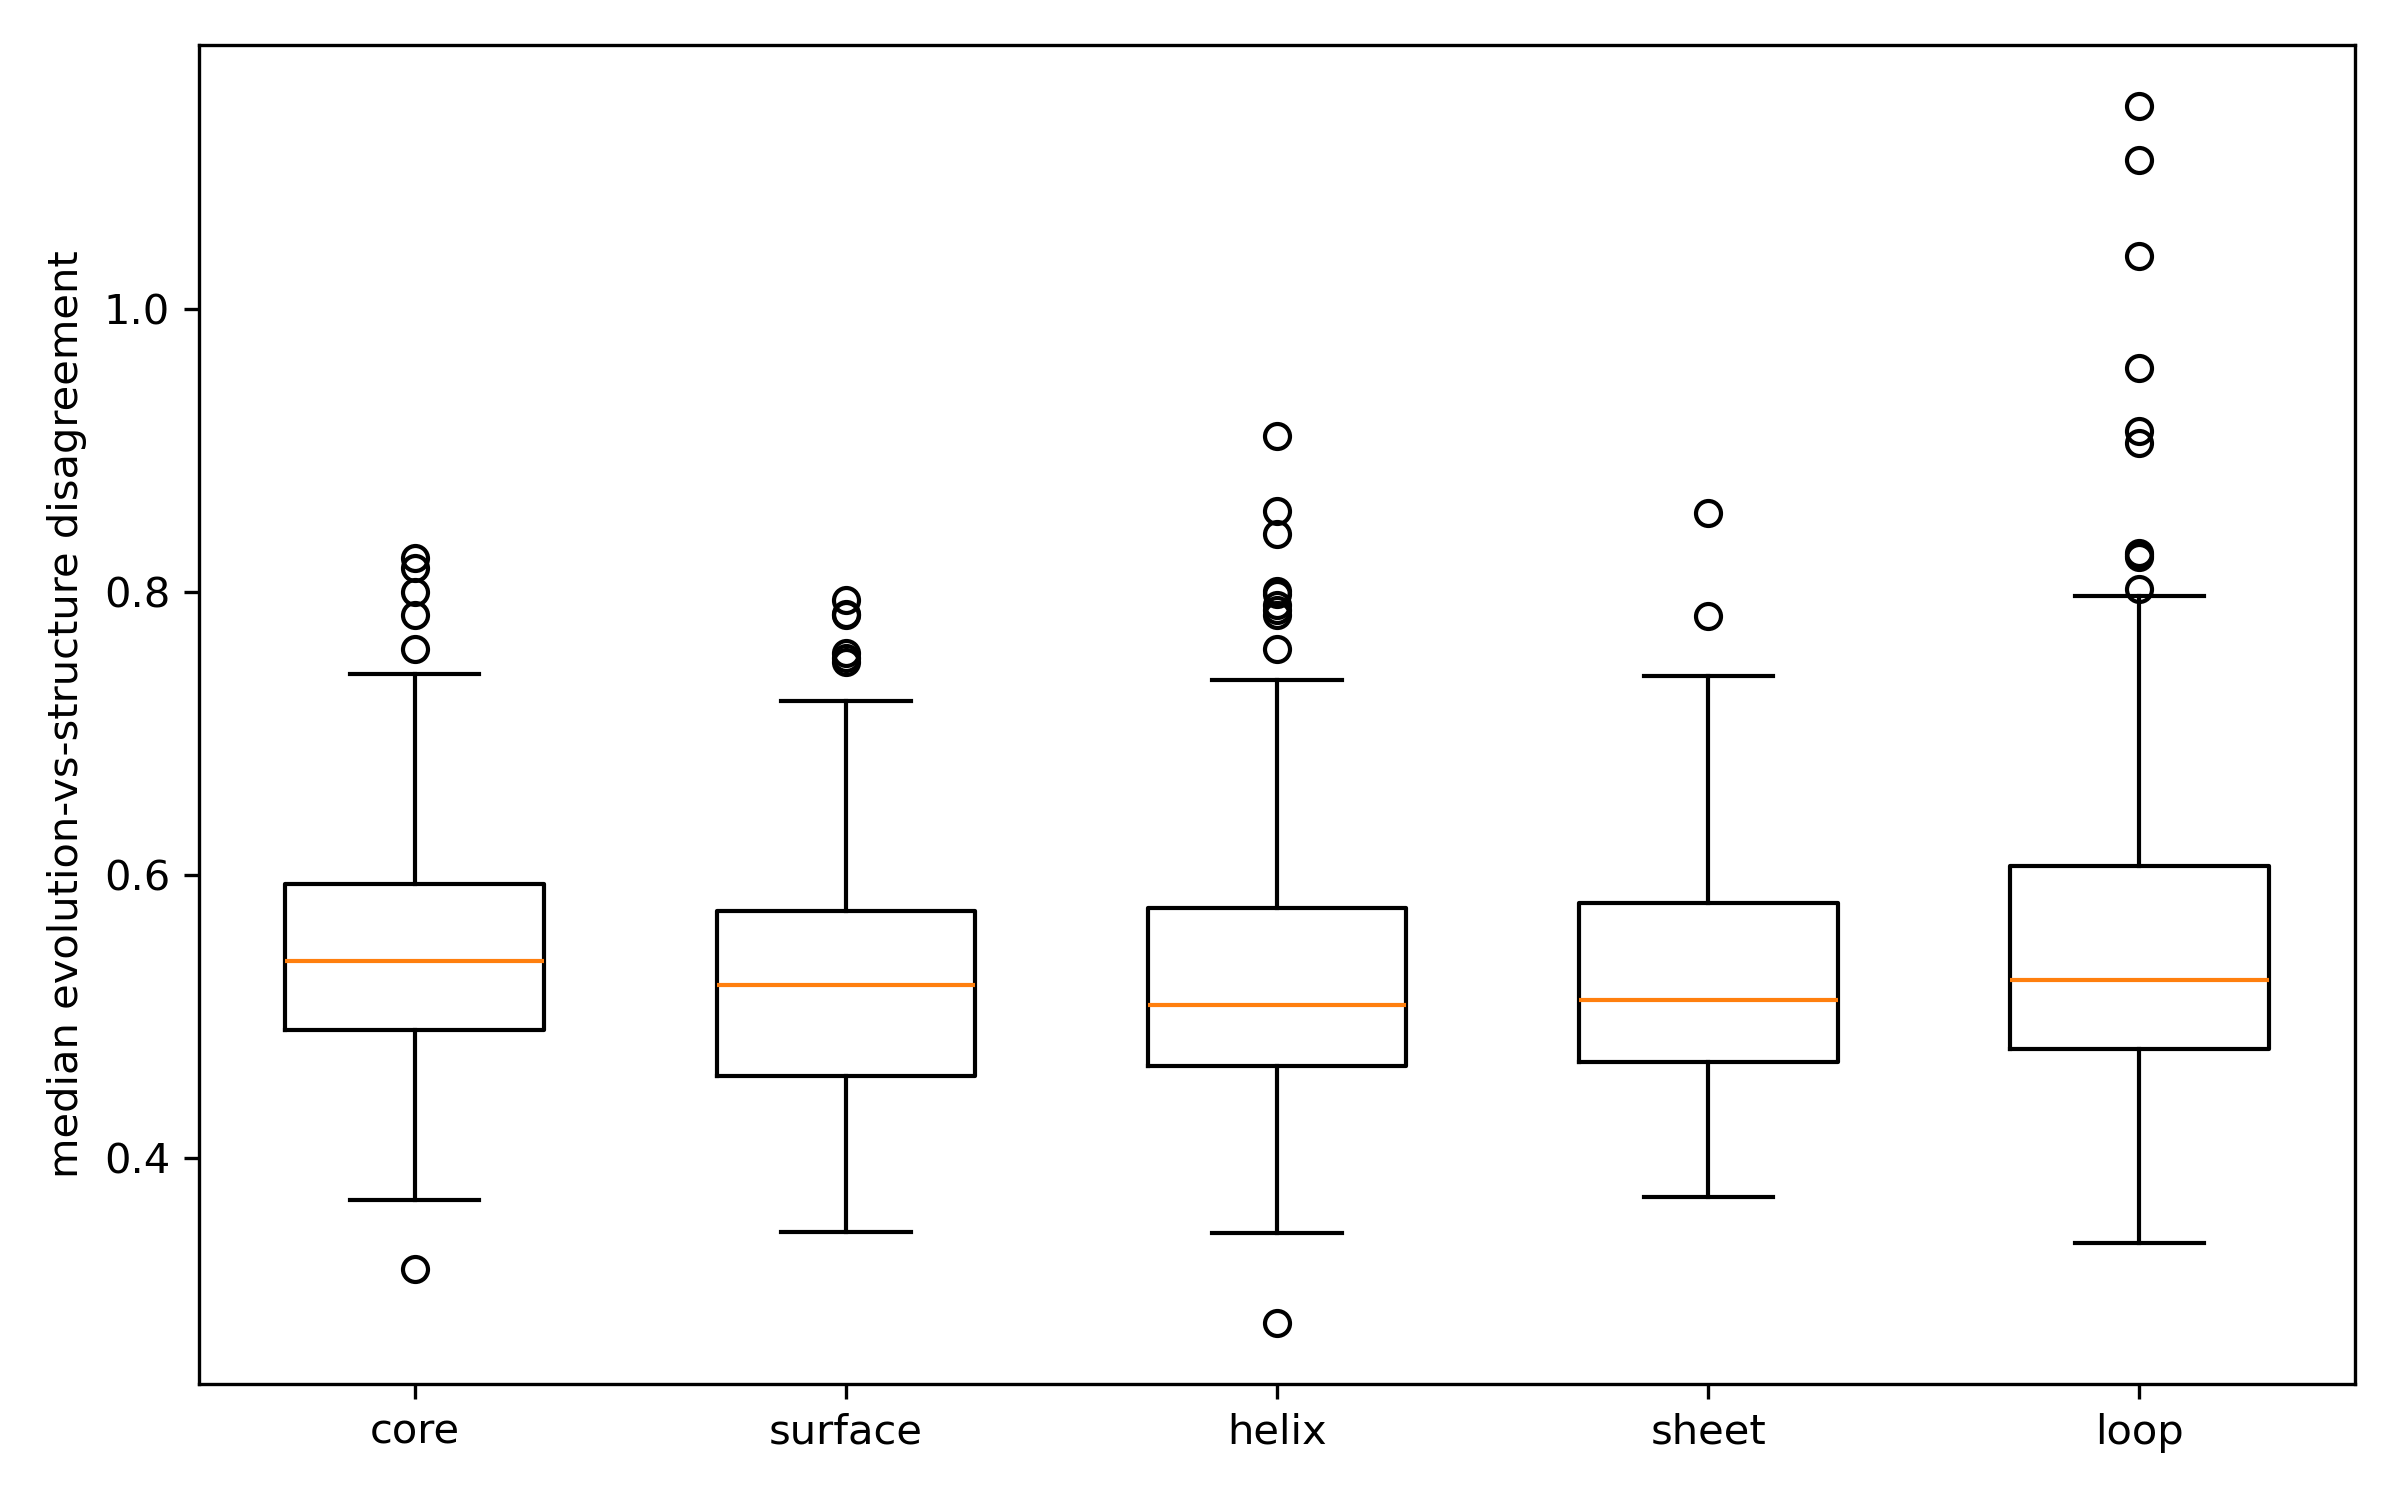 median evolution-vs-structure disagreement
1.0
0.8
0.6
0.4
core surface helix sheet loop